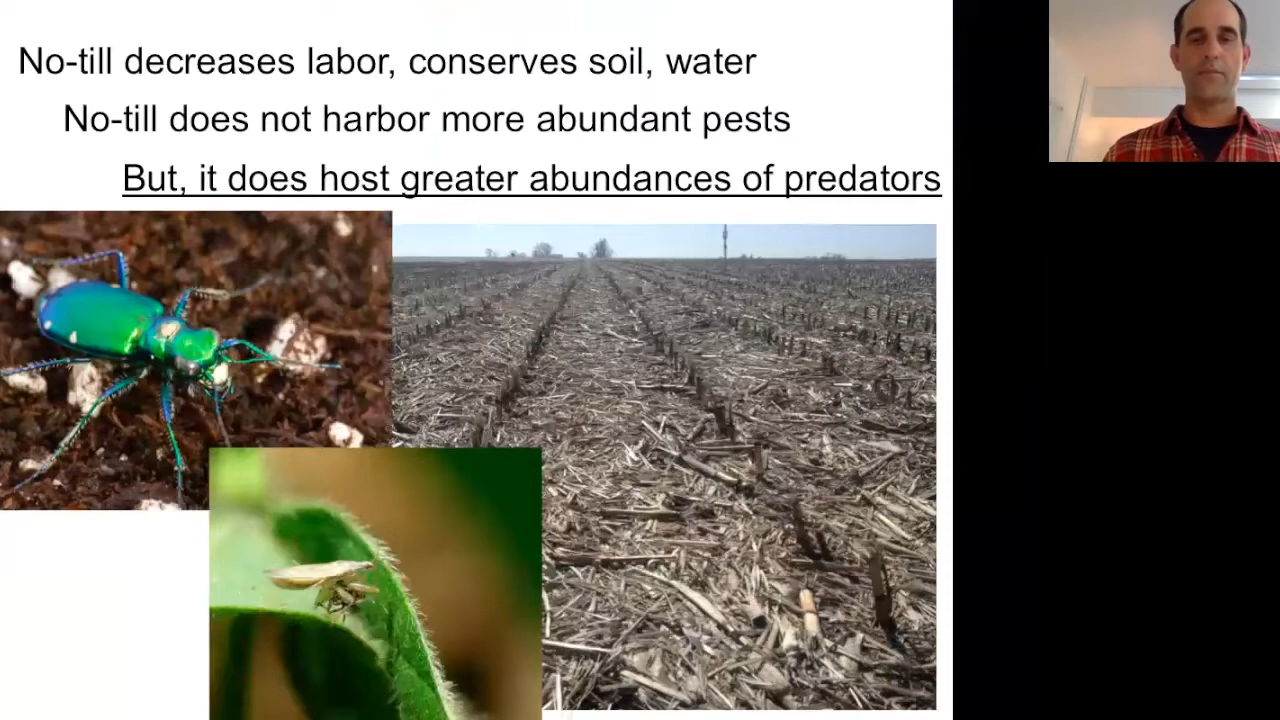 No-till decreases labor, conserves soil, water
No-till does not harbor more abundant pests
But, it does host greater abundances of predators